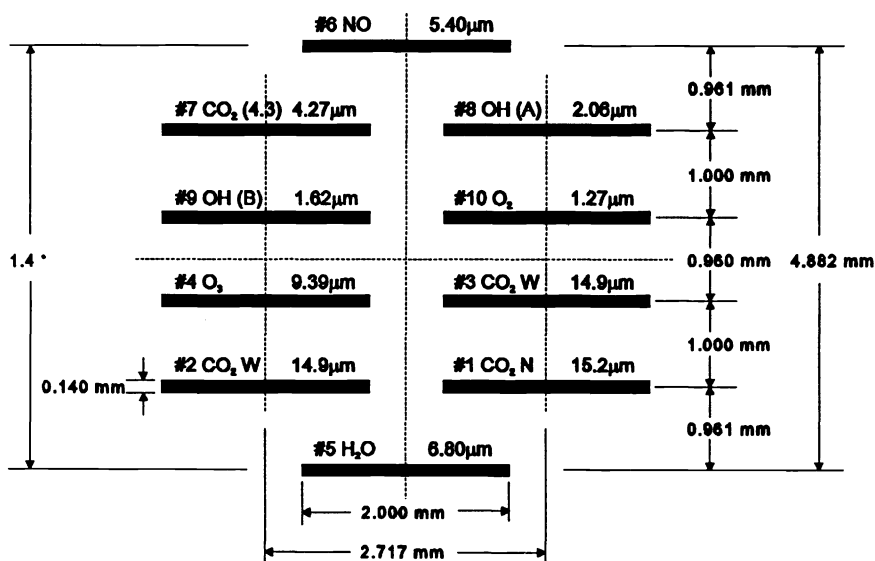 #6 NO 5.40µm
0.961 mm
#7 CO₂ (4.3) 4.27µm
#8 OH (A) 2.06µm
1.000 mm
#9 OH (B) 1.62µm
#10 O₂ 1.27µm
1.4 °
0.960 mm
4.882 mm
#4 O₃ 9.39µm
#3 CO₂ W 14.9µm
1.000 mm
#2 CO₂ W 14.9µm
#1 CO₂ N 15.2µm
0.140 mm
0.961 mm
#5 H₂O 6.80µm
2.000 mm
2.717 mm